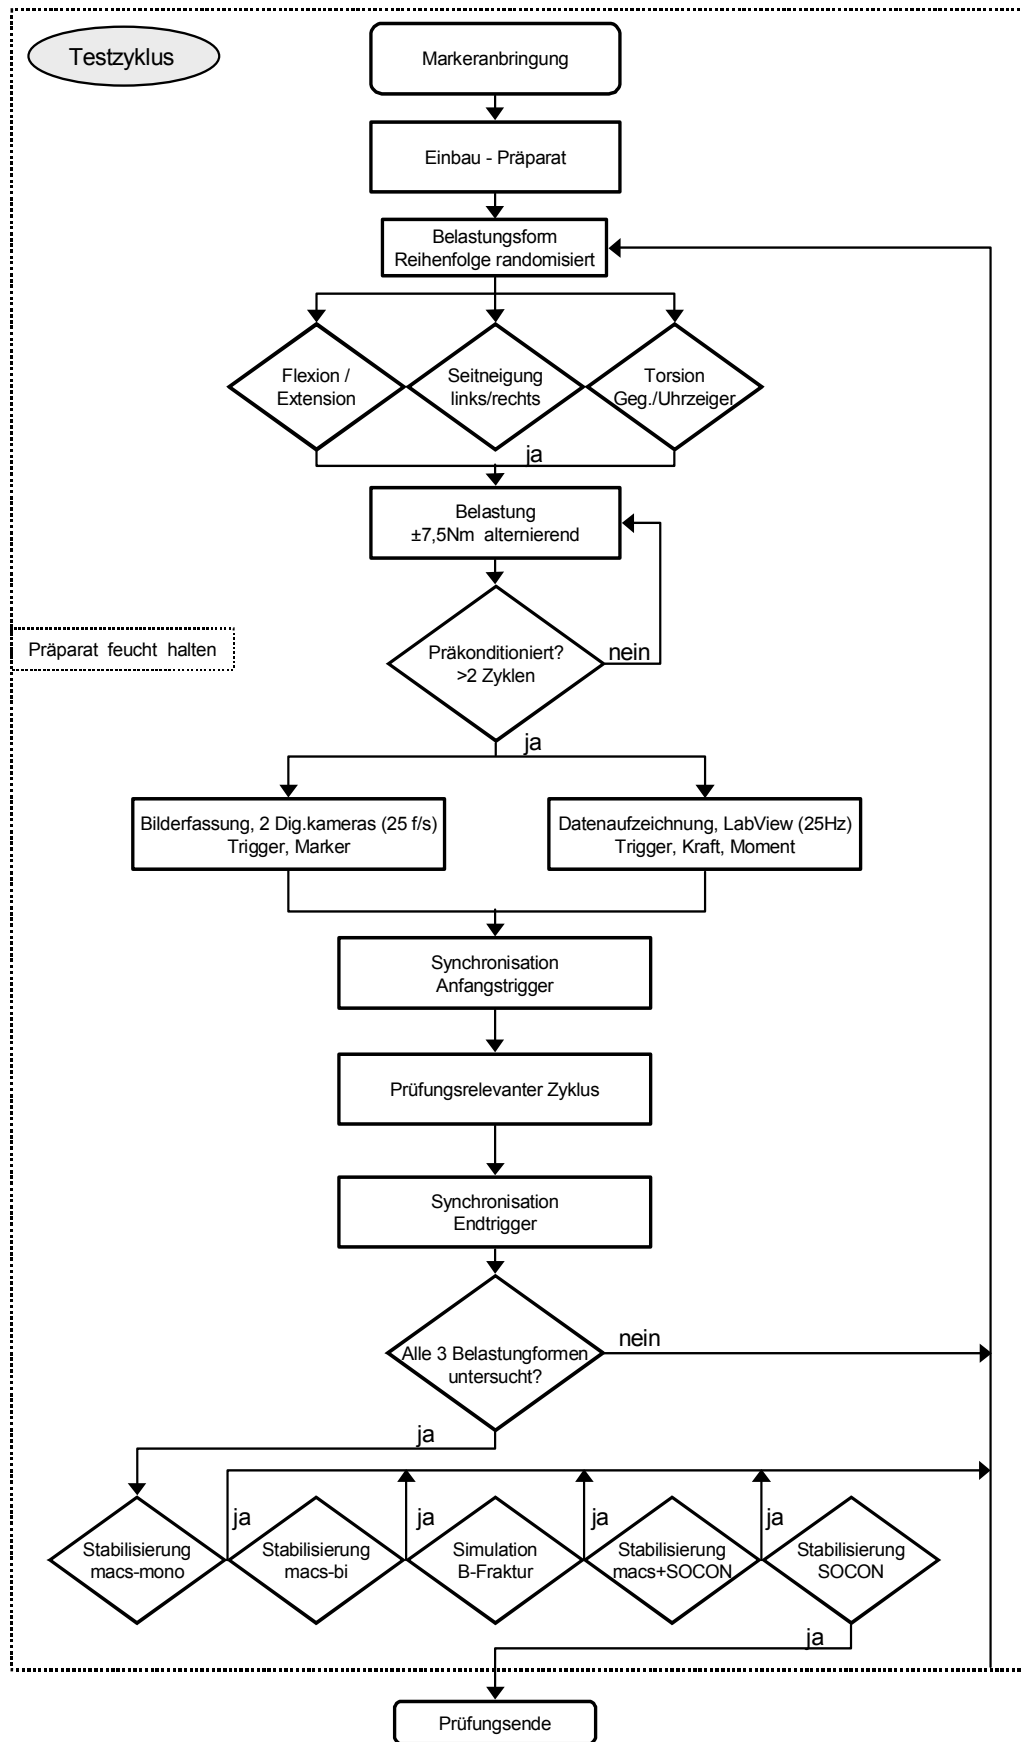 Testzyklus
Markeranbringung
Einbau - Präparat
Belastungsform
Reihenfolge randomisiert
Flexion /
Extension
Seitneigung
links/rechts
Torsion
Geg./Uhrzeiger
ja
Belastung
±7,5Nm alternierend
Präparat feucht halten
Präkonditioniert?
>2 Zyklen
nein
ja
Bilderfassung, 2 Dig.kameras (25 f/s)
Trigger, Marker
Datenaufzeichnung, LabView (25Hz)
Trigger, Kraft, Moment
Synchronisation
Anfangstrigger
Prüfungsrelevanter Zyklus
Synchronisation
Endtrigger
Alle 3 Belastungformen
untersucht?
nein
ja
Stabilisierung
macs-mono
ja
Stabilisierung
macs-bi
ja
Simulation
B-Fraktur
ja
Stabilisierung
macs+SOCON
ja
Stabilisierung
SOCON
ja
Prüfungsende